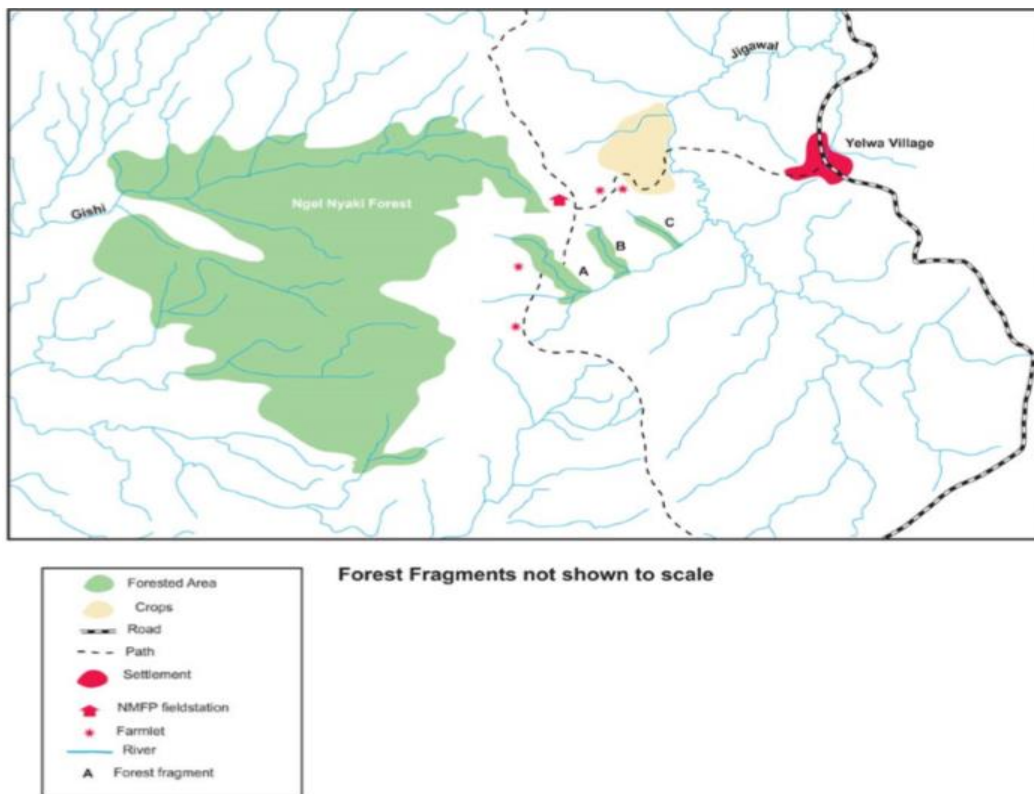 Jigawal
Yelwa Village
Ngel Nyaki Forest
Gishi
C
B
A
Forest Fragments not shown to scale
Forested Area
Crops
Road
Path
Settlement
NMFP fieldstation
Farmlet
River
A Forest fragment